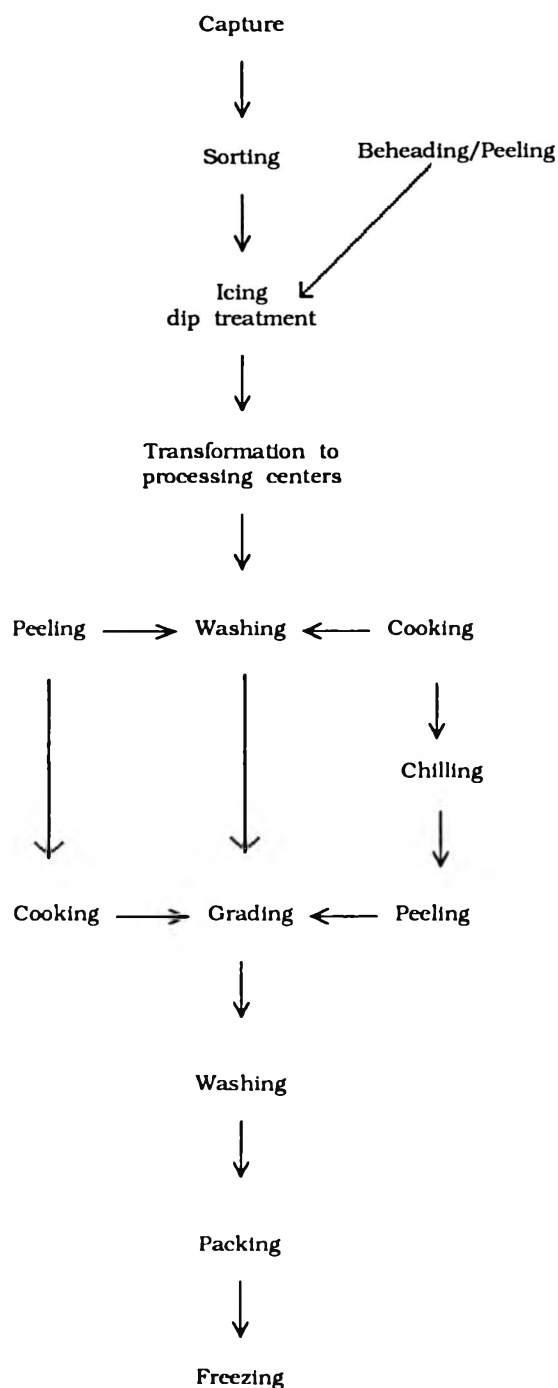 Capture
Sorting
Beheading/Peeling
Icing
dip treatment
Transformation to
processing centers
Peeling
Washing
Cooking
Chilling
Cooking
Grading
Peeling
Washing
Packing
Freezing